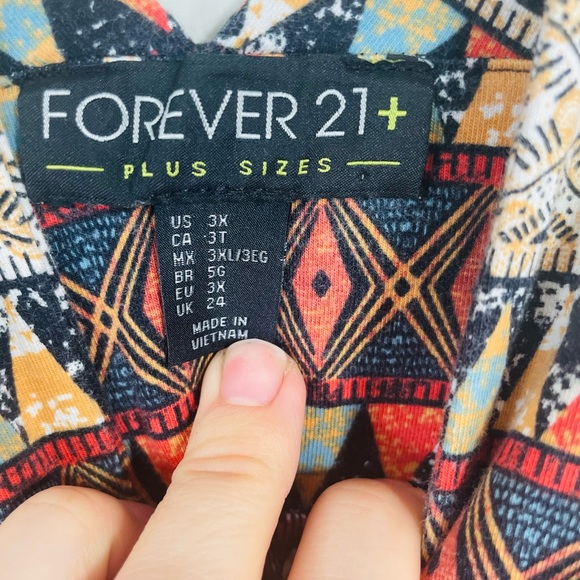 FOREVER 21+
PLUS SIZES
US 3X
CA 3T
MX 3XL/3EG
BR 5G
EU 3X
UK 24
MADE IN
VIETNAM